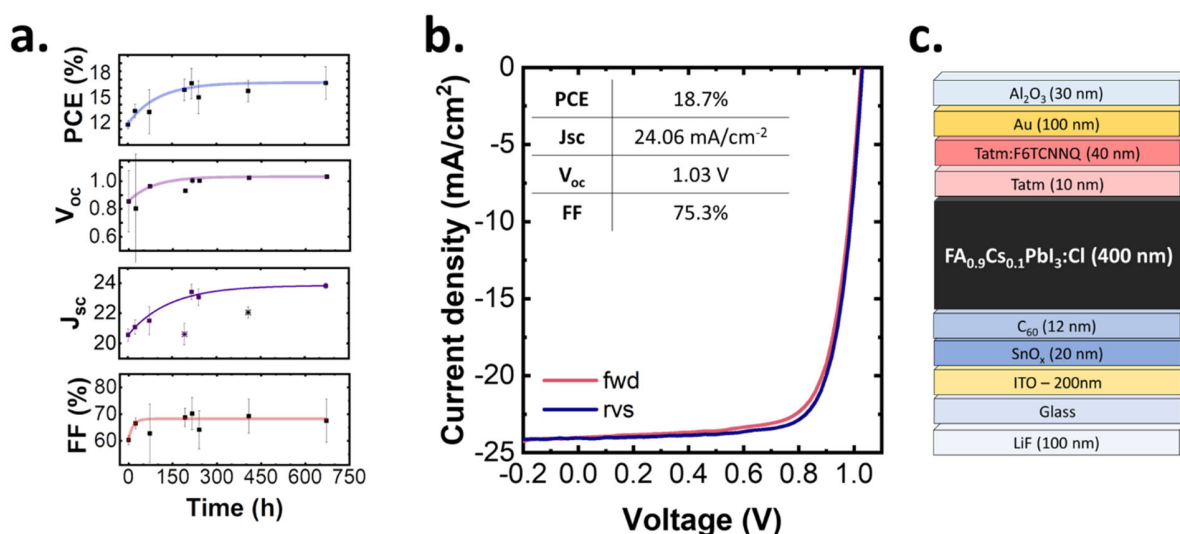 a.
PCE (%)
18
16
14
12
V_oc
1.0
0.8
0.6
J_sc
24
22
20
FF (%)
80
70
60
0 150 300 450 600 750
Time (h)
b.
Current density (mA/cm²)
0
-5
-10
-15
-20
-25
PCE 18.7%
Jsc 24.06 mA/cm⁻²
V_oc 1.03 V
FF 75.3%
fwd
rvs
-0.2 0.0 0.2 0.4 0.6 0.8 1.0
Voltage (V)
c.
Al₂O₃ (30 nm)
Au (100 nm)
Tatm:F6TCNNQ (40 nm)
Tatm (10 nm)
FA₀.₉Cs₀.₁PbI₃:Cl (400 nm)
C₆₀ (12 nm)
SnOₓ (20 nm)
ITO – 200nm
Glass
LiF (100 nm)